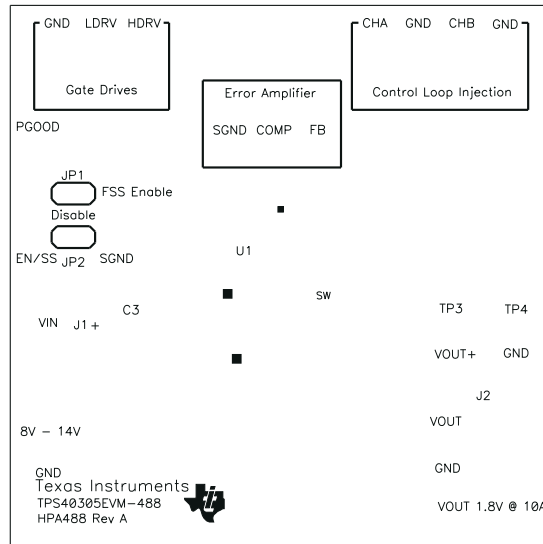 GND LDRV HDRV
Gate Drives
CHA GND CHB GND
Control Loop Injection
Error Amplifier
SGND COMP FB
PGOOD
JP1
FSS Enable
Disable
EN/SS JP2 SGND
U1
C3
SW
VIN J1 +
TP3 TP4
VOUT+ GND
J2
VOUT
8V - 14V
GND
GND
Texas Instruments
TPS40305EVM-488
HPA488 Rev A
VOUT 1.8V @ 10A